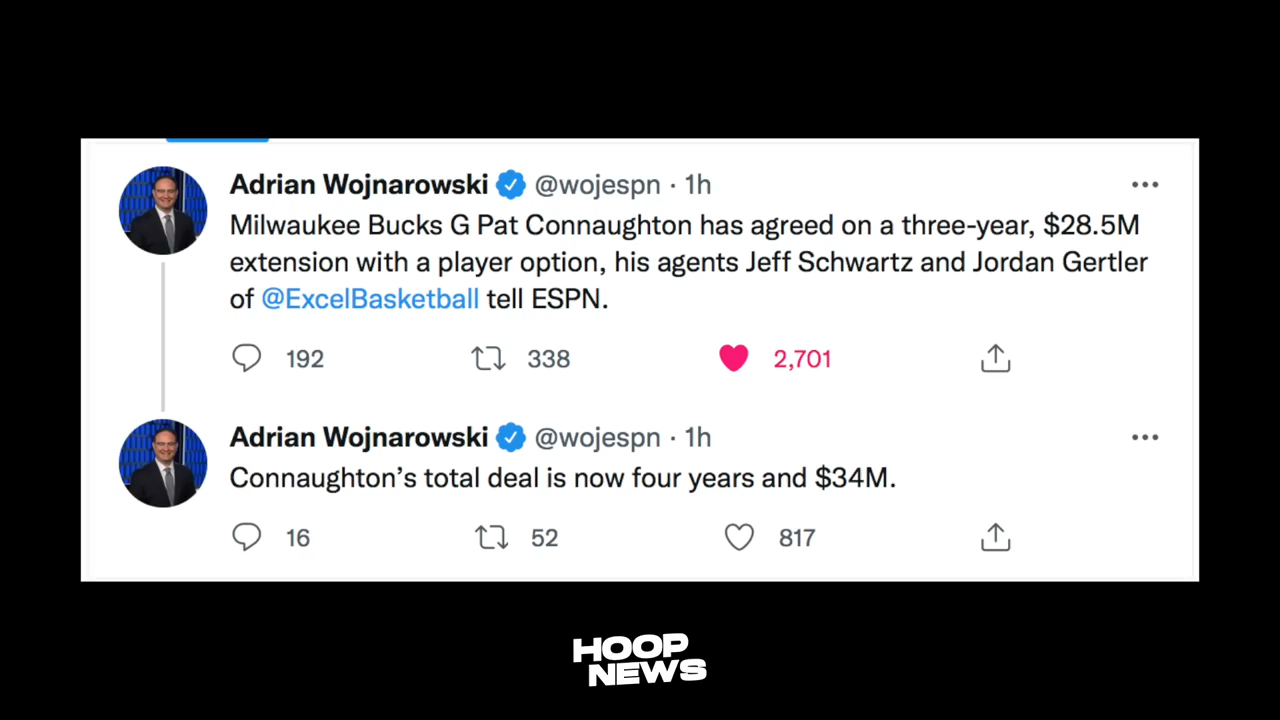 Adrian Wojnarowski @wojespn · 1h
Milwaukee Bucks G Pat Connaughton has agreed on a three-year, $28.5M
extension with a player option, his agents Jeff Schwartz and Jordan Gertler
of @ExcelBasketball tell ESPN.
192 338 2,701
Adrian Wojnarowski @wojespn · 1h
Connaughton’s total deal is now four years and $34M.
16 52 817
HOOP
NEWS